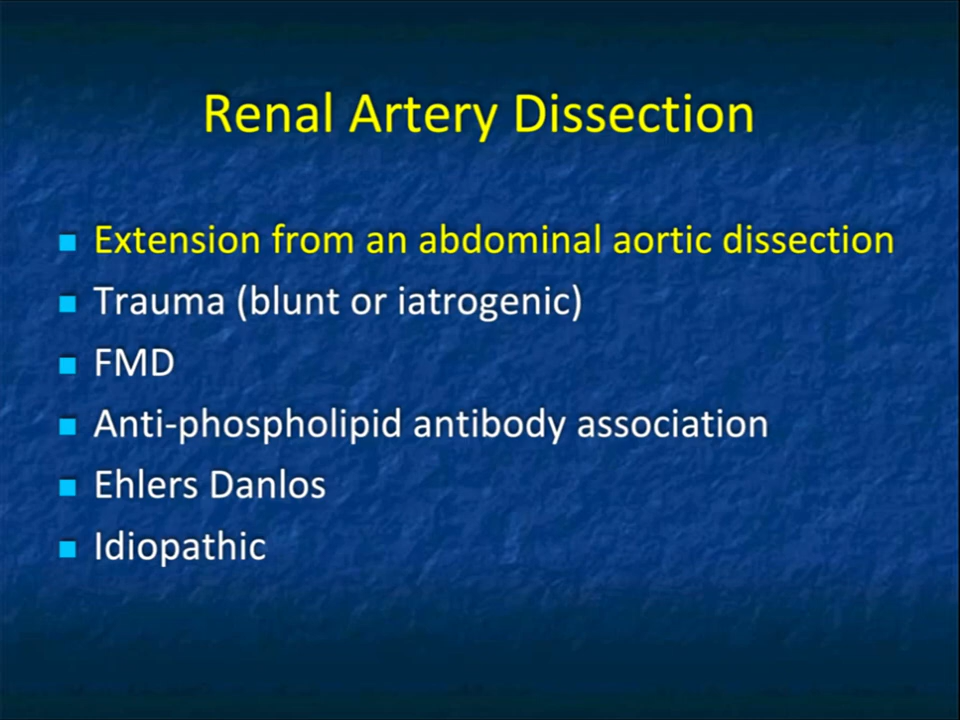 Renal Artery Dissection
Extension from an abdominal aortic dissection
Trauma (blunt or iatrogenic)
FMD
Anti-phospholipid antibody association
Ehlers Danlos
Idiopathic